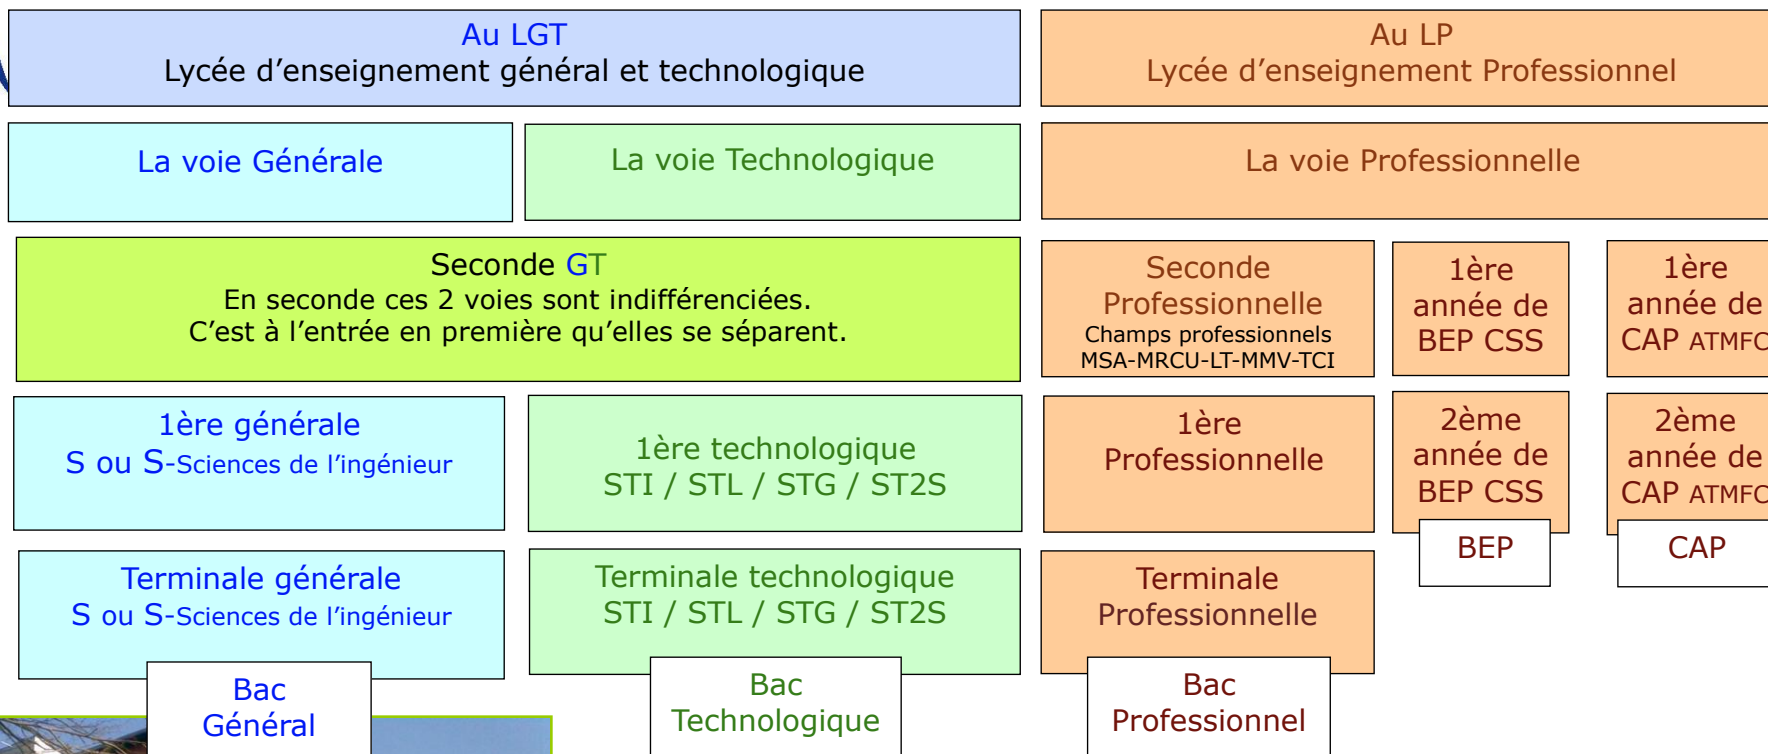 Au LGT
Lycée d’enseignement général et technologique
Au LP
Lycée d’enseignement Professionnel
La voie Générale
La voie Technologique
La voie Professionnelle
Seconde GT
En seconde ces 2 voies sont indifférenciées.
C’est à l’entrée en première qu’elles se séparent.
Seconde
Professionnelle
Champs professionnels
MSA-MRCU-LT-MMV-TCI
1ère
année de
BEP CSS
1ère
année de
CAP ATMFC
1ère générale
S ou S-Sciences de l’ingénieur
1ère technologique
STI / STL / STG / ST2S
1ère
Professionnelle
2ème
année de
BEP CSS
2ème
année de
CAP ATMFC
BEP
CAP
Terminale générale
S ou S-Sciences de l’ingénieur
Terminale technologique
STI / STL / STG / ST2S
Terminale
Professionnelle
Bac
Général
Bac
Technologique
Bac
Professionnel